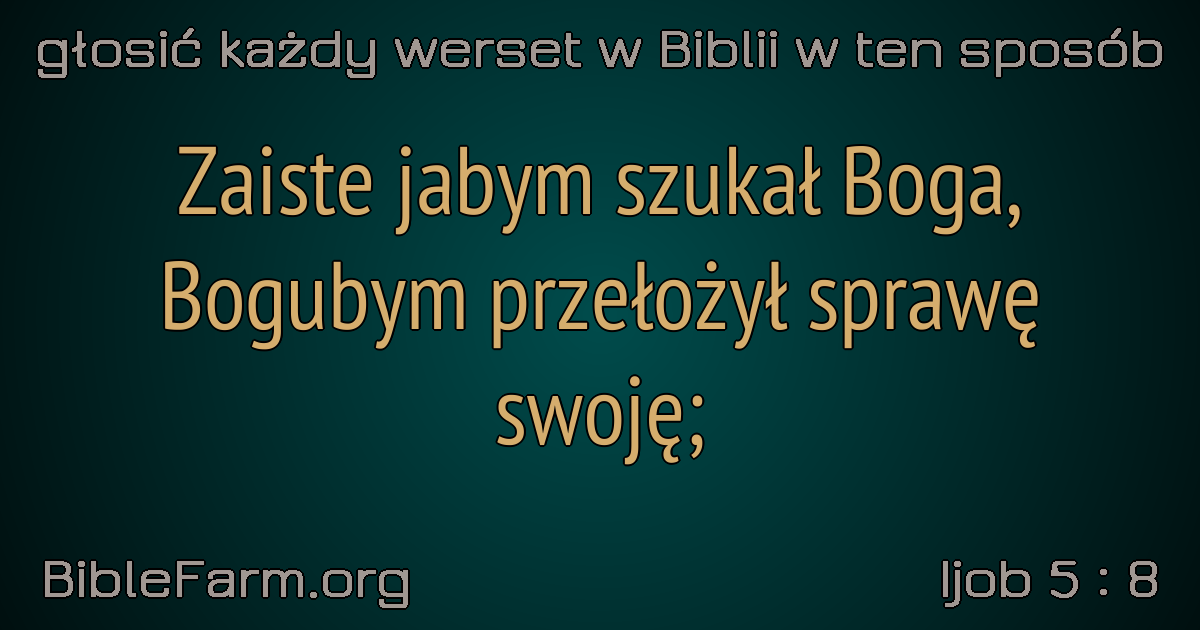 głosić każdy werset w Biblii w ten sposób
Zaiste jabym szukał Boga,
Bogubym przełożył sprawę
swoję;
BibleFarm.org
Ijob 5 : 8